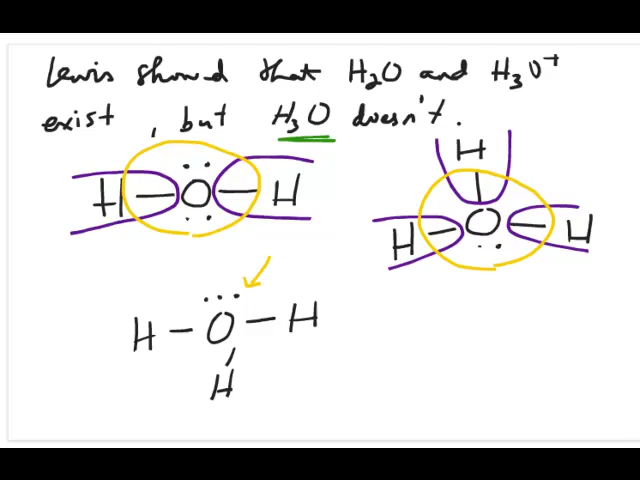 Lewis showed that H₂O and H₃O⁺
exist, but H₃O doesn't.
H
H — O — H
H — O — H
H — O — H
H